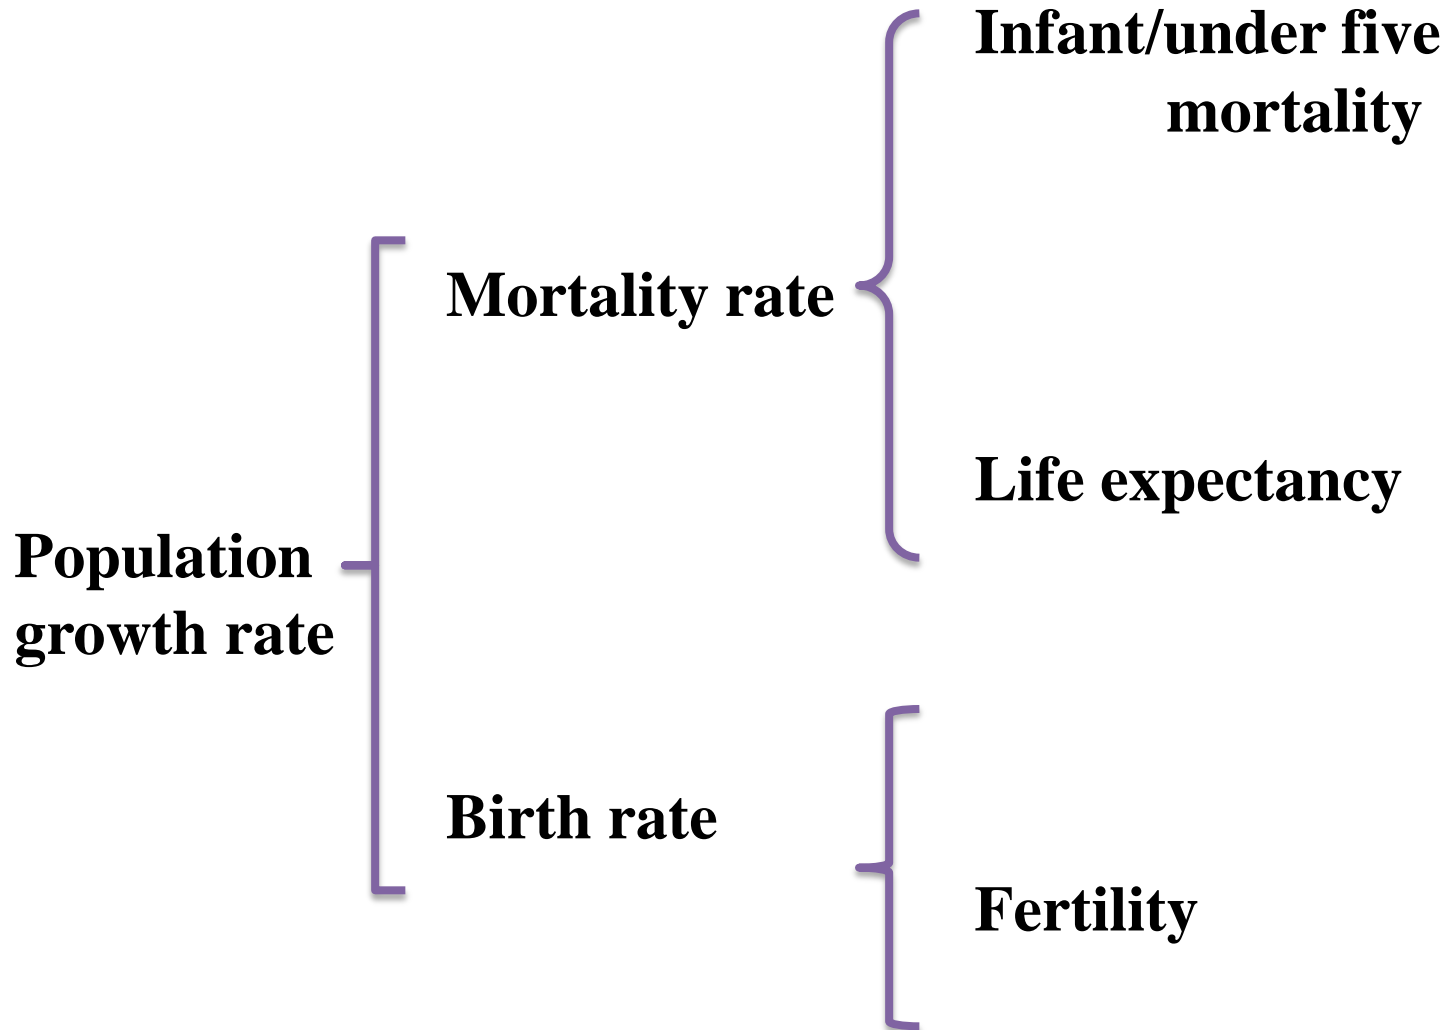 Infant/under five
mortality
Mortality rate
Life expectancy
Population
growth rate
Birth rate
Fertility